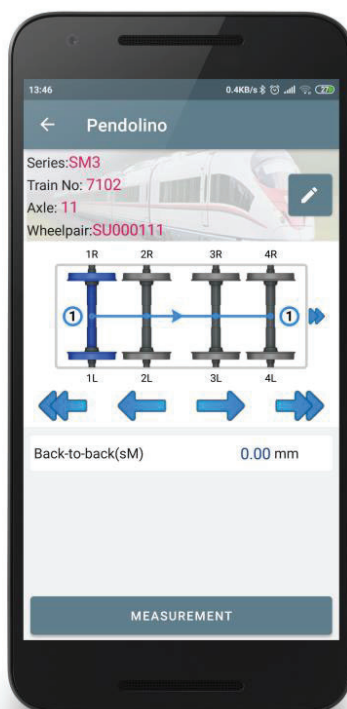 13:46 0.4KB/s 27
Pendolino
Series:SM3
Train No: 7102
Axle: 11
Wheelpair:SU000111
1R 2R 3R 4R
1 1
1L 2L 3L 4L
Back-to-back(sM) 0.00 mm
MEASUREMENT